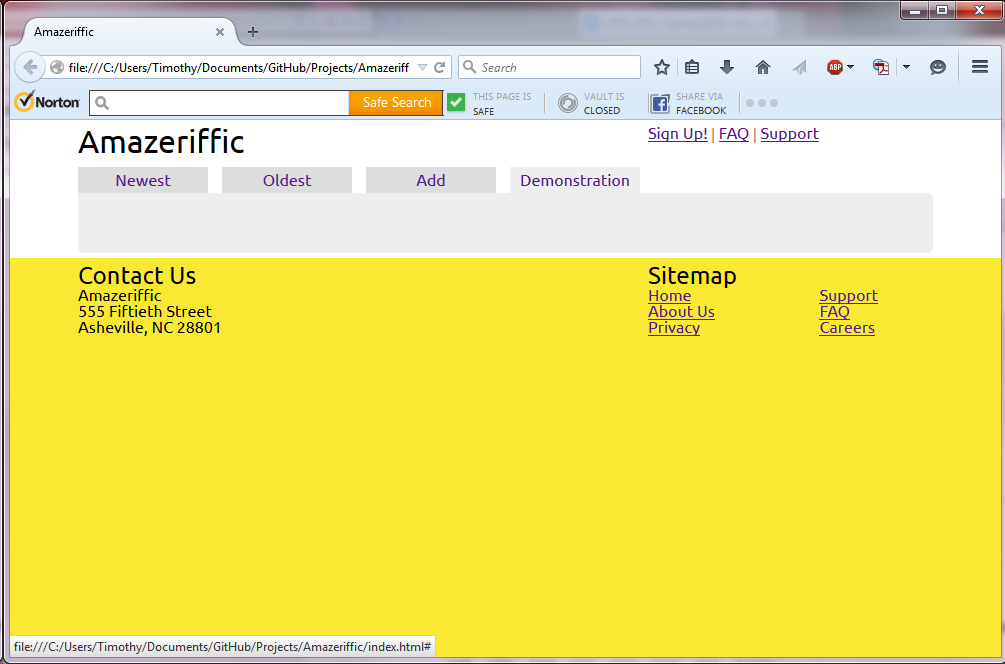 Amazeriffic
file:///C:/Users/Timothy/Documents/GitHub/Projects/Amazeriff
Search
ABP
Norton
Safe Search
THIS PAGE IS
SAFE
VAULT IS
CLOSED
SHARE VIA
FACEBOOK
Amazeriffic
Sign Up! | FAQ | Support
Newest Oldest Add Demonstration
Contact Us
Amazeriffic
555 Fiftieth Street
Asheville, NC 28801
Sitemap
Home Support
About Us FAQ
Privacy Careers
file:///C:/Users/Timothy/Documents/GitHub/Projects/Amazeriffic/index.html#